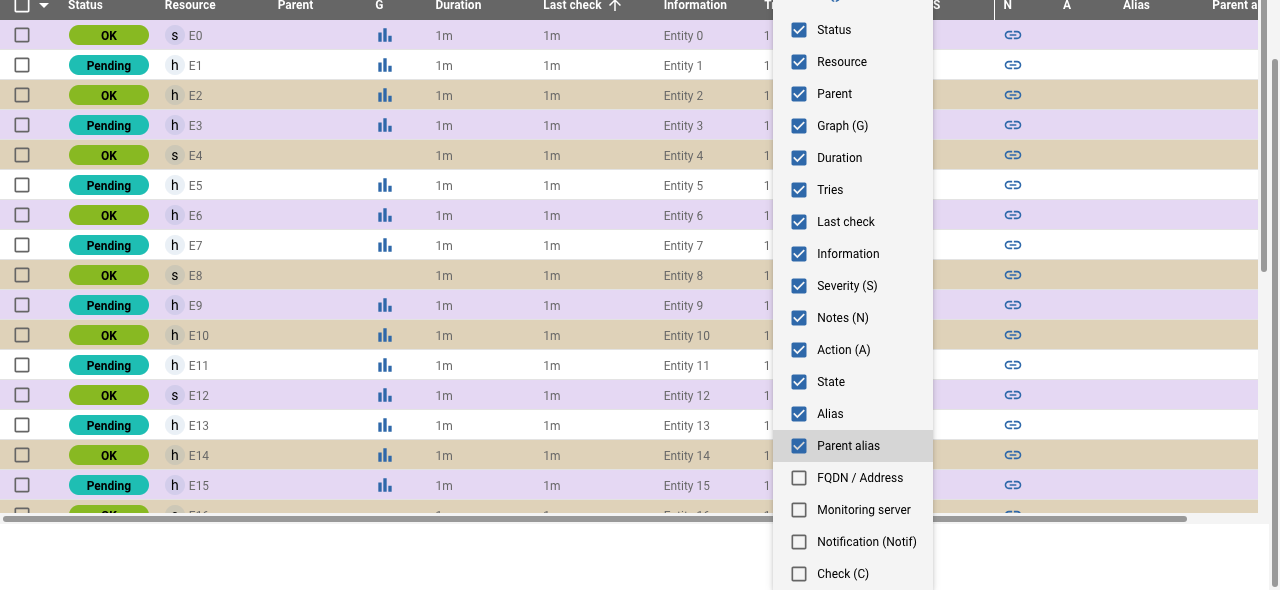 Status Resource Parent G Duration Last check Information Tr S N A Alias Parent a
OK s E0 1m 1m Entity 0 1
Pending h E1 1m 1m Entity 1 1
OK h E2 1m 1m Entity 2 1
Pending h E3 1m 1m Entity 3 1
OK s E4 1m 1m Entity 4 1
Pending h E5 1m 1m Entity 5 1
OK h E6 1m 1m Entity 6 1
Pending h E7 1m 1m Entity 7 1
OK s E8 1m 1m Entity 8 1
Pending h E9 1m 1m Entity 9 1
OK h E10 1m 1m Entity 10 1
Pending h E11 1m 1m Entity 11 1
OK s E12 1m 1m Entity 12 1
Pending h E13 1m 1m Entity 13 1
OK h E14 1m 1m Entity 14 1
Pending h E15 1m 1m Entity 15 1
Status
Resource
Parent
Graph (G)
Duration
Tries
Last check
Information
Severity (S)
Notes (N)
Action (A)
State
Alias
Parent alias
FQDN / Address
Monitoring server
Notification (Notif)
Check (C)